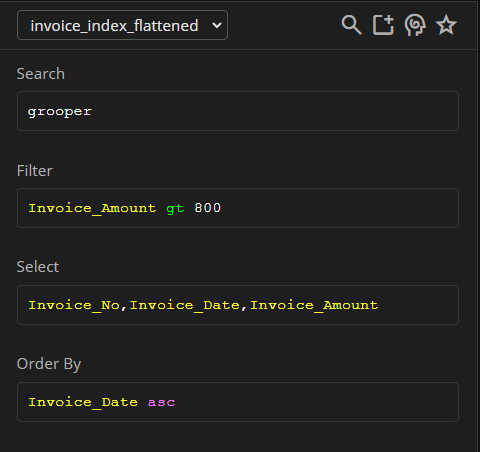 invoice_index_flattened
Search
grooper
Filter
Invoice_Amount gt 800
Select
Invoice_No,Invoice_Date,Invoice_Amount
Order By
Invoice_Date asc